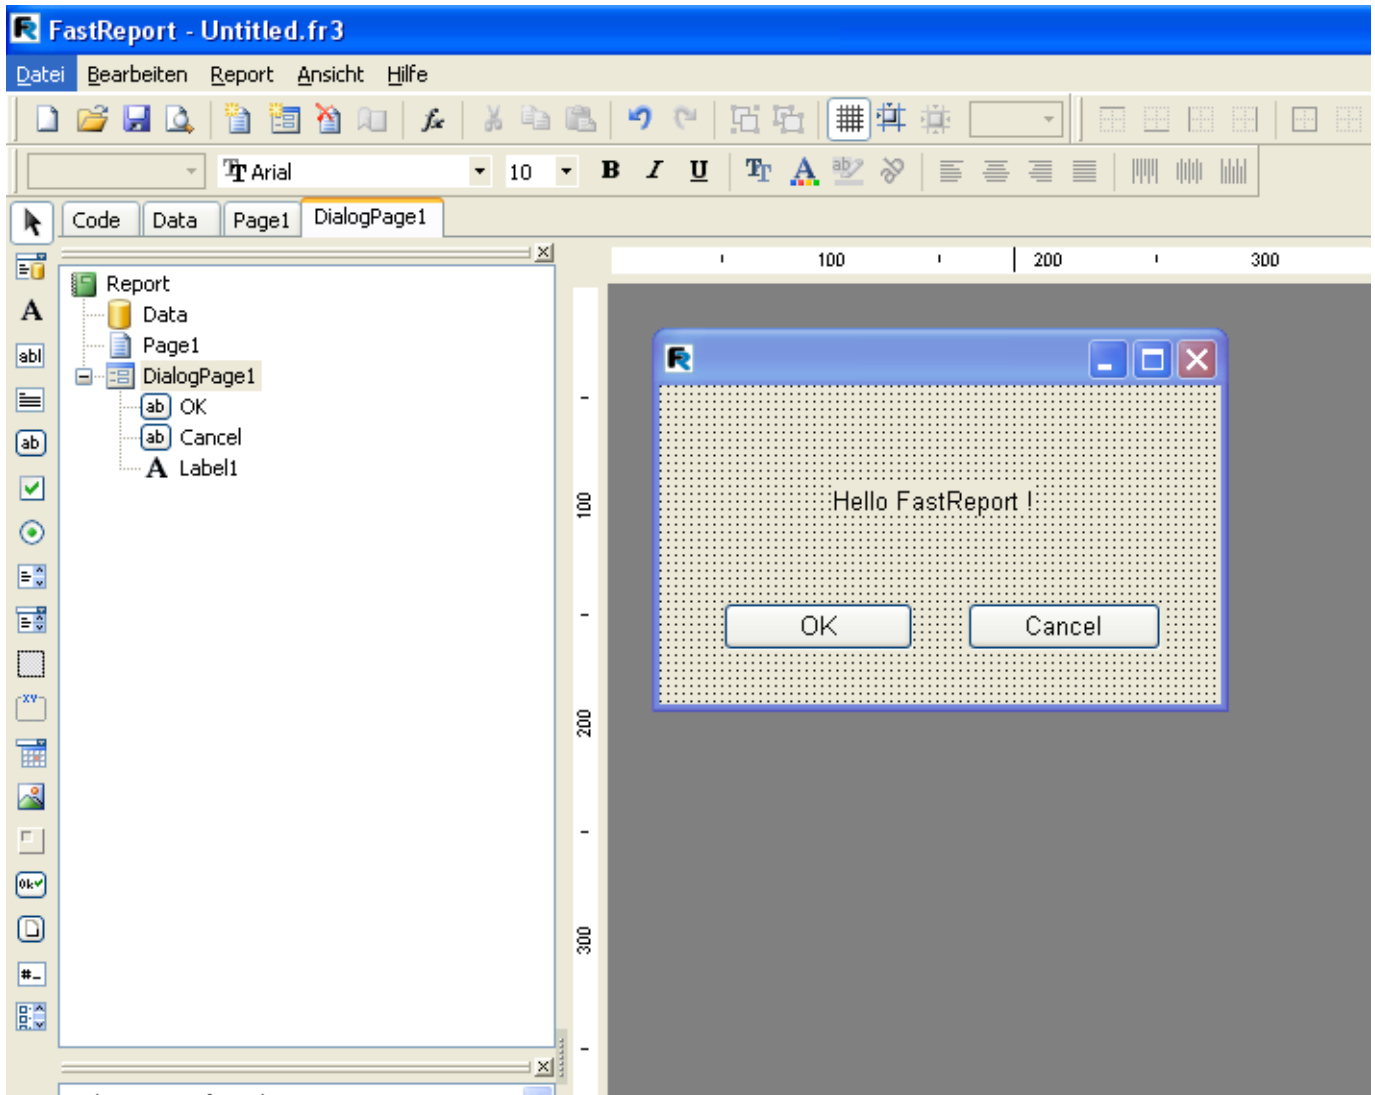 FastReport - Untitled.fr3
Datei Bearbeiten Report Ansicht Hilfe
Arial 10 B I U
Code Data Page1 DialogPage1
100 200 300
Report
Data
Page1
DialogPage1
OK
Cancel
Label1
100
200
300
Hello FastReport !
OK Cancel